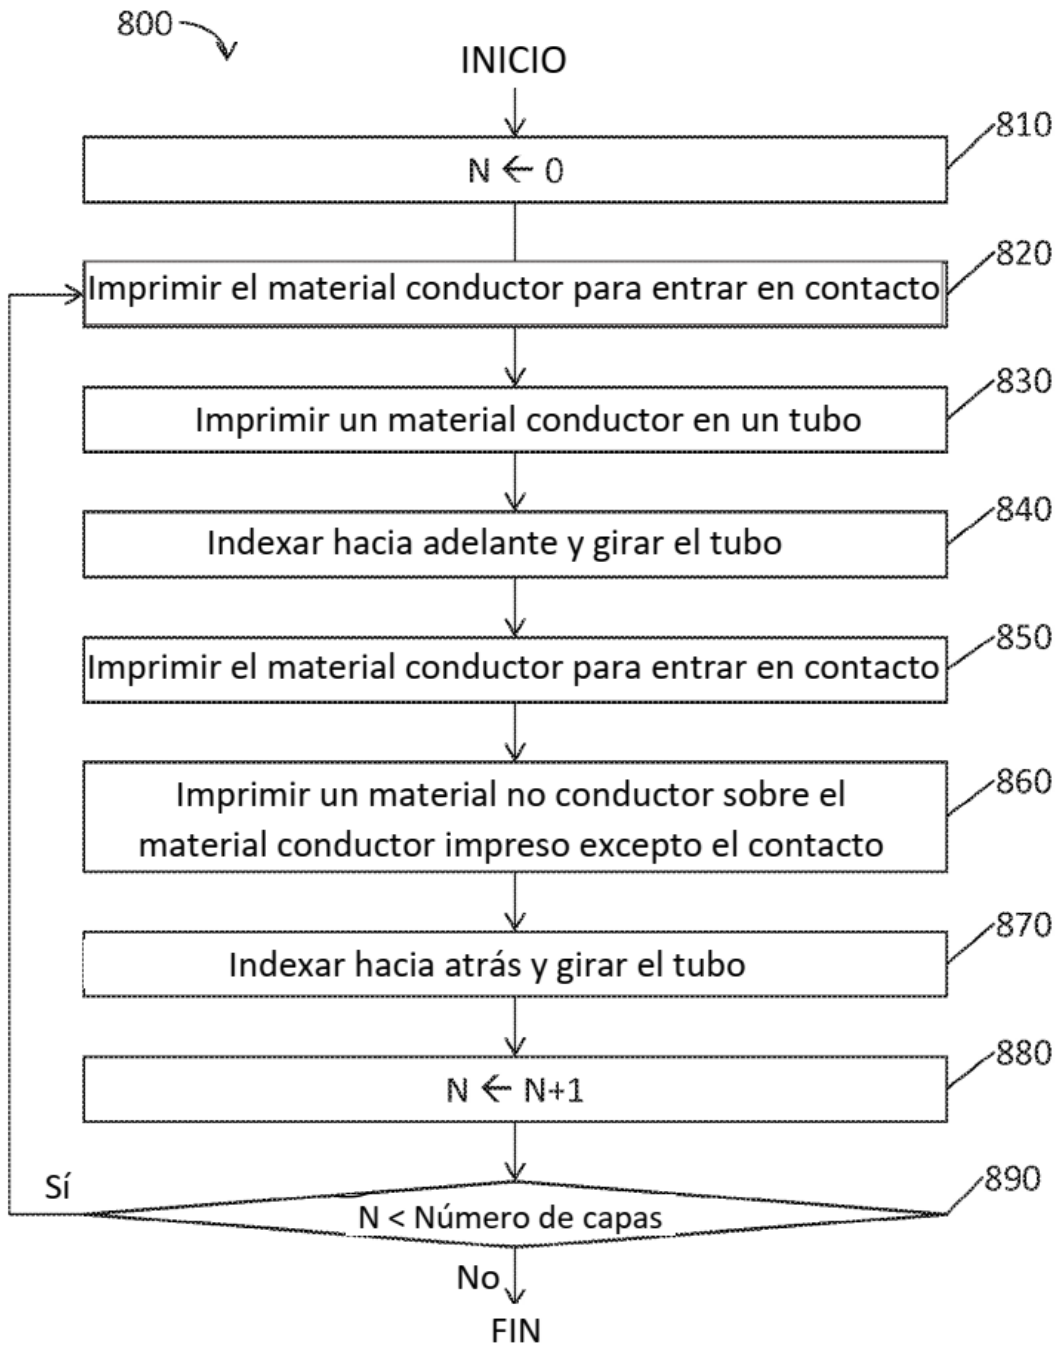 800
INICIO
810
N ← 0
820
Imprimir el material conductor para entrar en contacto
830
Imprimir un material conductor en un tubo
840
Indexar hacia adelante y girar el tubo
850
Imprimir el material conductor para entrar en contacto
860
Imprimir un material no conductor sobre el
material conductor impreso excepto el contacto
870
Indexar hacia atrás y girar el tubo
880
N ← N+1
890
Sí
N < Número de capas
No
FIN